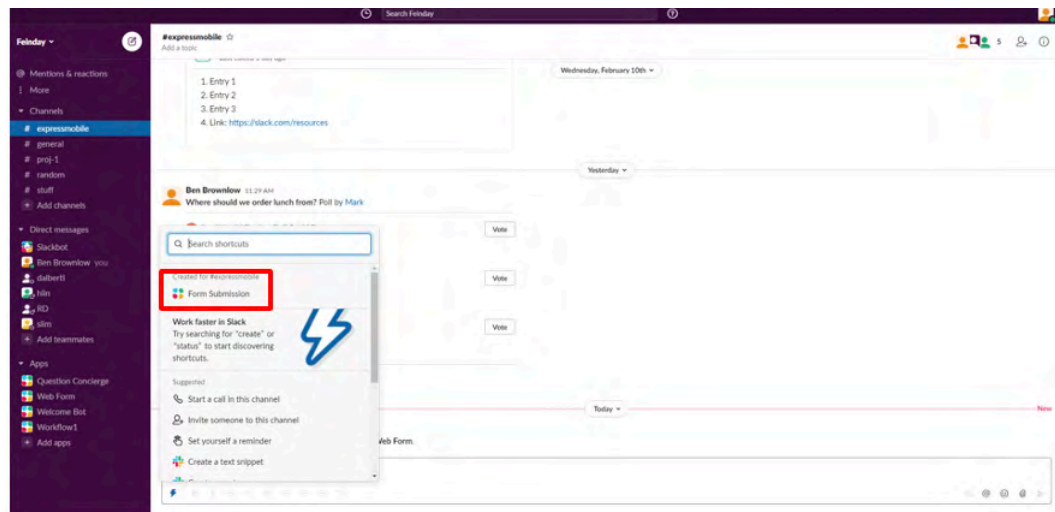 Search Feinday
Feinday
Mentions & reactions
More
Channels
# expressmobile
# general
# proj-1
# random
# stuff
+ Add channels
Direct messages
Slackbot
Ben Brownlow you
dalberti
hlin
RD
slim
+ Add teammates
Apps
Question Concierge
Web Form
Welcome Bot
Workflow1
+ Add apps
#expressmobile
Add a topic
5
Wednesday, February 10th
1. Entry 1
2. Entry 2
3. Entry 3
4. Link: https://slack.com/resources
Yesterday
Ben Brownlow 11:29 AM
Where should we order lunch from? Poll by Mark
Vote
Vote
Vote
Search shortcuts
Created for #expressmobile
Form Submission
Work faster in Slack
Try searching for "create" or
"status" to start discovering
shortcuts.
Suggested
Start a call in this channel
Invite someone to this channel
Set yourself a reminder
Create a text snippet
Today
New
Web Form.